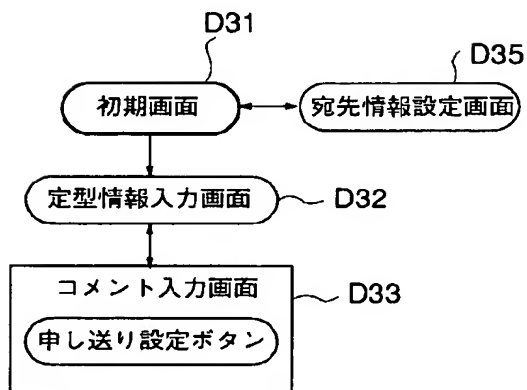 D31
D35
初期画面
宛先情報設定画面
定型情報入力画面
D32
コメント入力画面
D33
申し送り設定ボタン